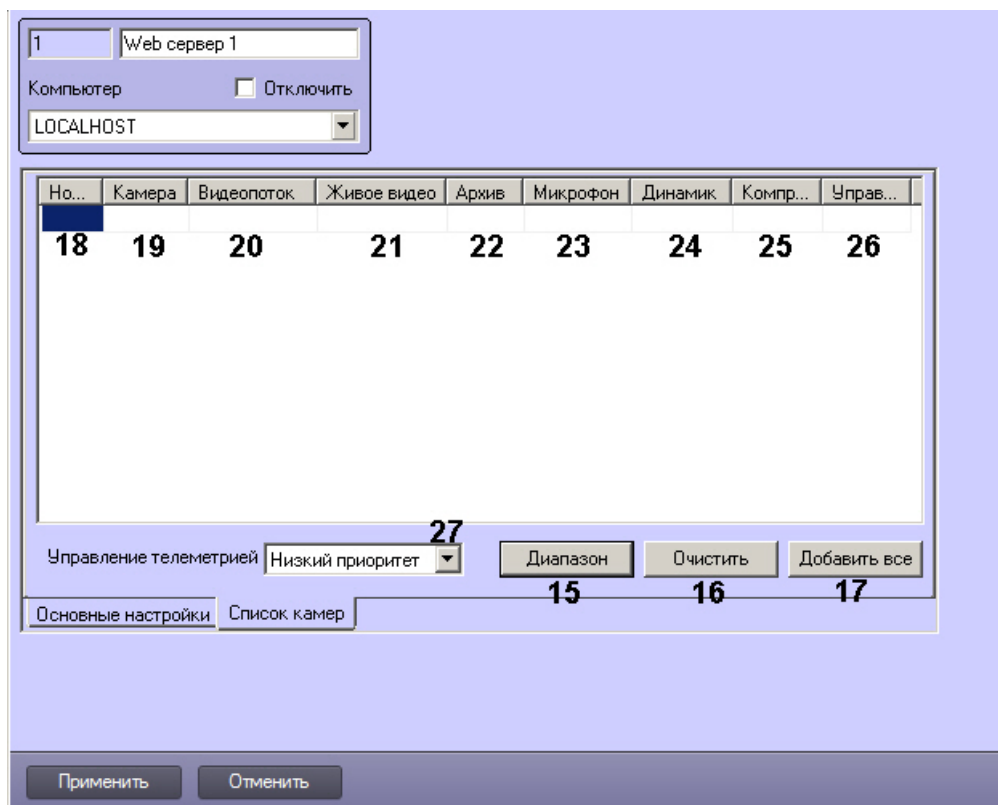 1 Web сервер 1
Компьютер Отключить
LOCALHOST
Но... Камера Видеопоток Живое видео Архив Микрофон Динамик Компр... Управ...
18 19 20 21 22 23 24 25 26
27
Управление телеметрией Низкий приоритет Диапазон Очистить Добавить все
15 16 17
Основные настройки Список камер
Применить Отменить